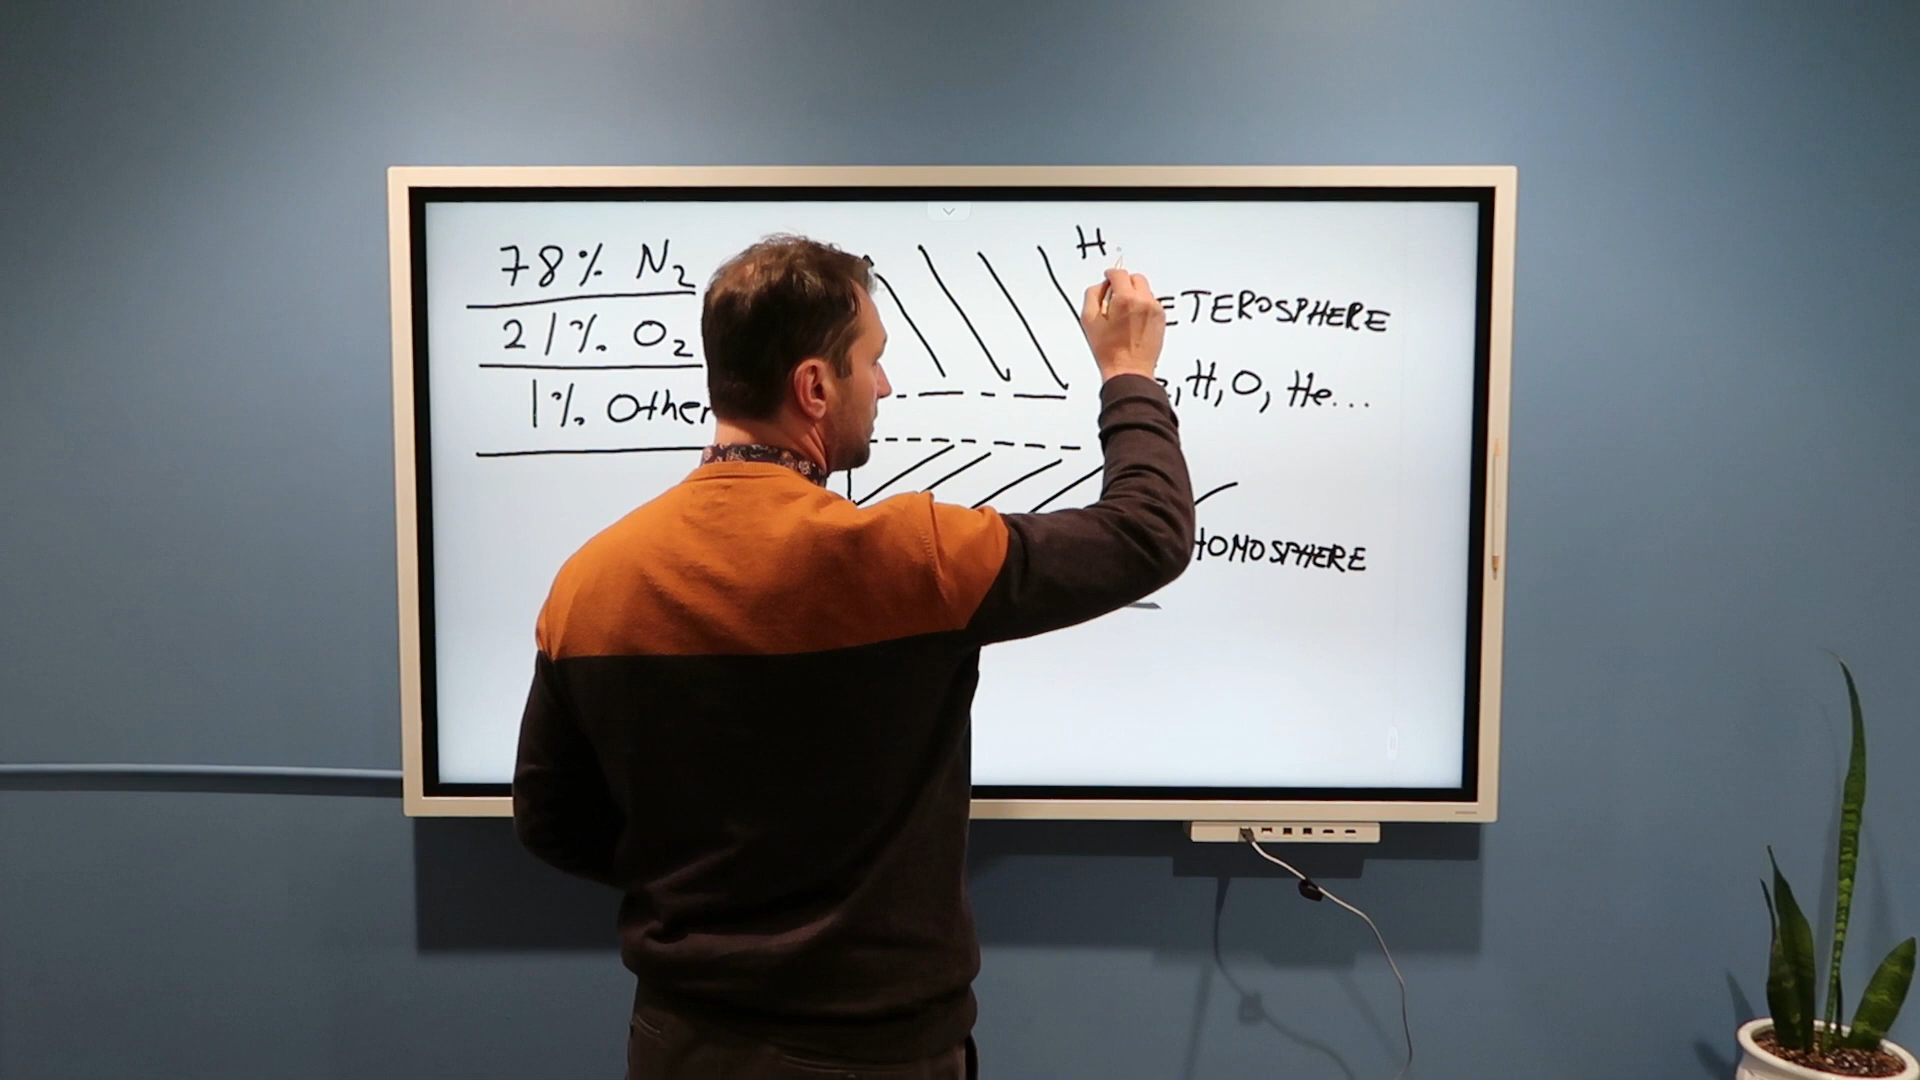 78% N₂
21% O₂
1% Other
H
ETEROSPHERE
,H,O, He...
HOMOSPHERE